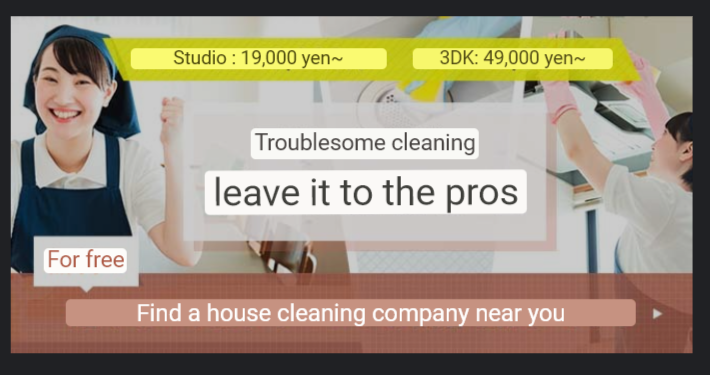 Studio : 19,000 yen~
3DK: 49,000 yen~
Troublesome cleaning
leave it to the pros
For free
Find a house cleaning company near you